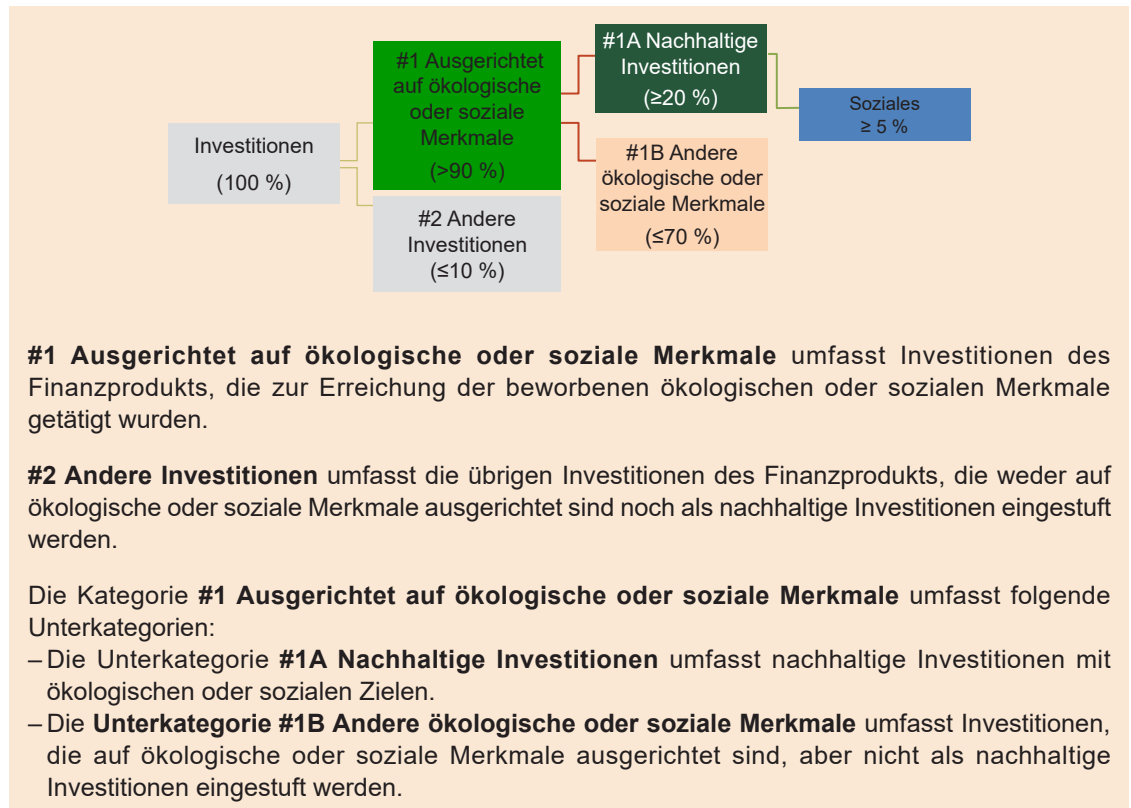 Investitionen
(100 %)
#1 Ausgerichtet
auf ökologische
oder soziale
Merkmale
(>90 %)
#2 Andere
Investitionen
(≤10 %)
#1A Nachhaltige
Investitionen
(≥20 %)
#1B Andere
ökologische oder
soziale Merkmale
(≤70 %)
Soziales
≥ 5 %
#1 Ausgerichtet auf ökologische oder soziale Merkmale umfasst Investitionen des
Finanzprodukts, die zur Erreichung der beworbenen ökologischen oder sozialen Merkmale
getätigt wurden.
#2 Andere Investitionen umfasst die übrigen Investitionen des Finanzprodukts, die weder auf
ökologische oder soziale Merkmale ausgerichtet sind noch als nachhaltige Investitionen eingestuft
werden.
Die Kategorie #1 Ausgerichtet auf ökologische oder soziale Merkmale umfasst folgende
Unterkategorien:
– Die Unterkategorie #1A Nachhaltige Investitionen umfasst nachhaltige Investitionen mit
ökologischen oder sozialen Zielen.
– Die Unterkategorie #1B Andere ökologische oder soziale Merkmale umfasst Investitionen,
die auf ökologische oder soziale Merkmale ausgerichtet sind, aber nicht als nachhaltige
Investitionen eingestuft werden.